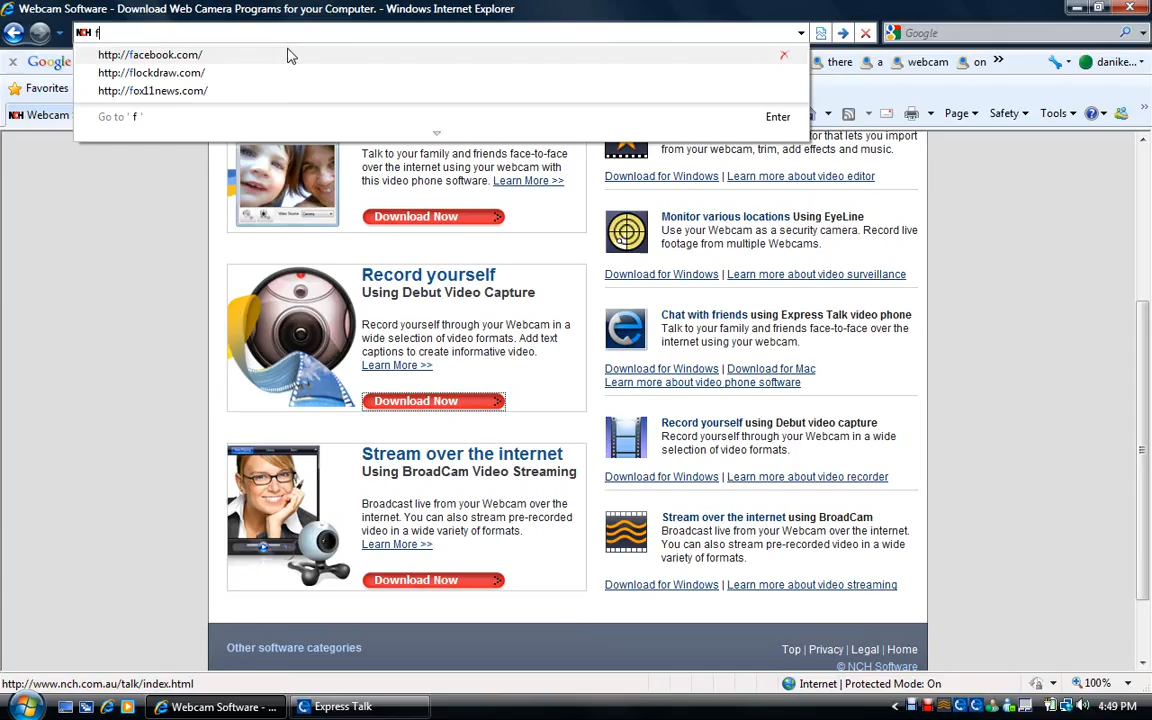 Webcam Software - Download Web Camera Programs for your Computer. - Windows Internet Explorer
NCH f
Google
http://facebook.com/
http://flockdraw.com/
http://fox11news.com/
Go to ' f ' Enter
x Google there a webcam on » danike...
Favorites
NCH Webcam Page Safety Tools »
Talk to your family and friends face-to-face
over the internet using your webcam with
this video phone software. Learn More >>
Download Now
Record yourself
Using Debut Video Capture
Record yourself through your Webcam in a
wide selection of video formats. Add text
captions to create informative video.
Learn More >>
Download Now
Stream over the internet
Using BroadCam Video Streaming
Broadcast live from your Webcam over the
internet. You can also stream pre-recorded
video in a wide variety of formats.
Learn More >>
Download Now
editor that lets you import
from your webcam, trim, add effects and music.
Download for Windows | Learn more about video editor
Monitor various locations Using EyeLine
Use your Webcam as a security camera. Record live
footage from multiple Webcams.
Download for Windows | Learn more about video surveillance
Chat with friends using Express Talk video phone
Talk to your family and friends face-to-face over the
internet using your webcam.
Download for Windows | Download for Mac
Learn more about video phone software
Record yourself using Debut video capture
Record yourself through your Webcam in a wide
selection of video formats.
Download for Windows | Learn more about video recorder
Stream over the internet using BroadCam
Broadcast live from your Webcam over the internet.
You can also stream pre-recorded video in a wide
variety of formats.
Download for Windows | Learn more about video streaming
Other software categories
Top | Privacy | Legal | Home
© NCH Software
http://www.nch.com.au/talk/index.html
Internet | Protected Mode: On
100%
Webcam Software - ...
Express Talk
4:49 PM